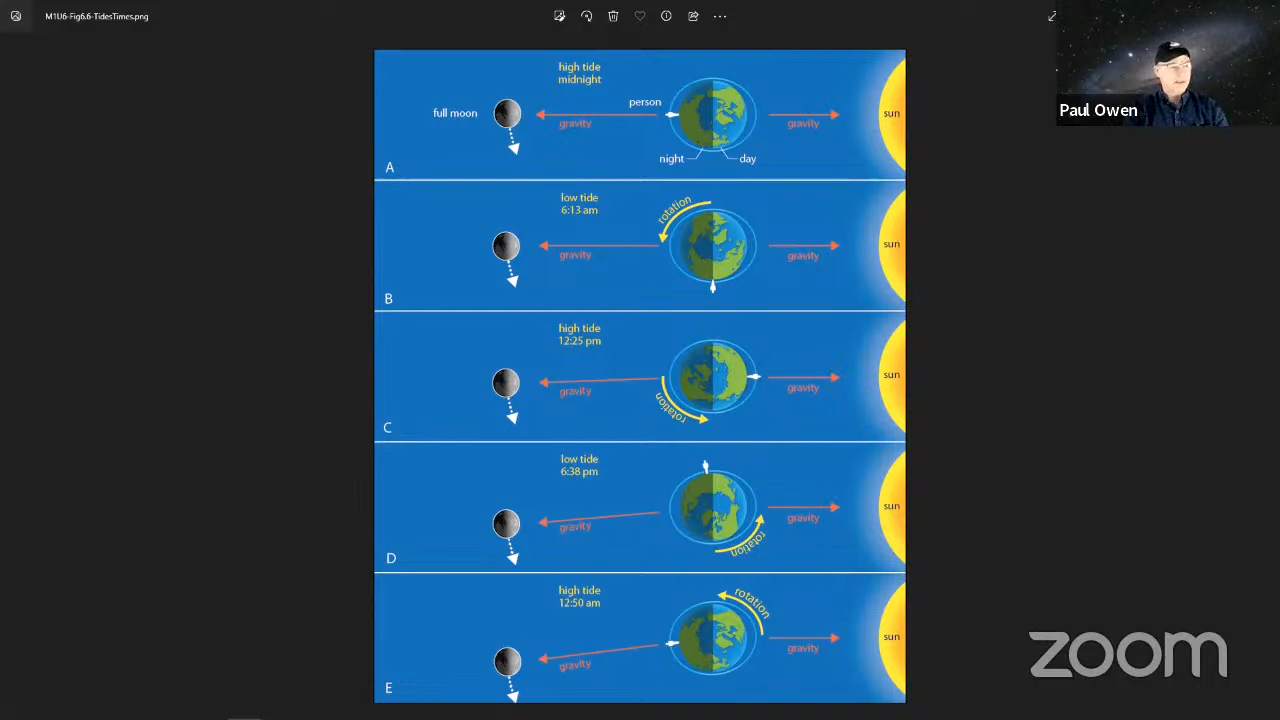 M1U6-Fig6.6-TidesTimes.png
Paul Owen
high tide
midnight
full moon
person
gravity
gravity
sun
night
day
A
low tide
6:13 am
rotation
gravity
gravity
sun
B
high tide
12:25 pm
gravity
gravity
sun
rotation
C
low tide
6:38 pm
gravity
gravity
sun
rotation
D
high tide
12:50 am
rotation
gravity
gravity
sun
E
zoom